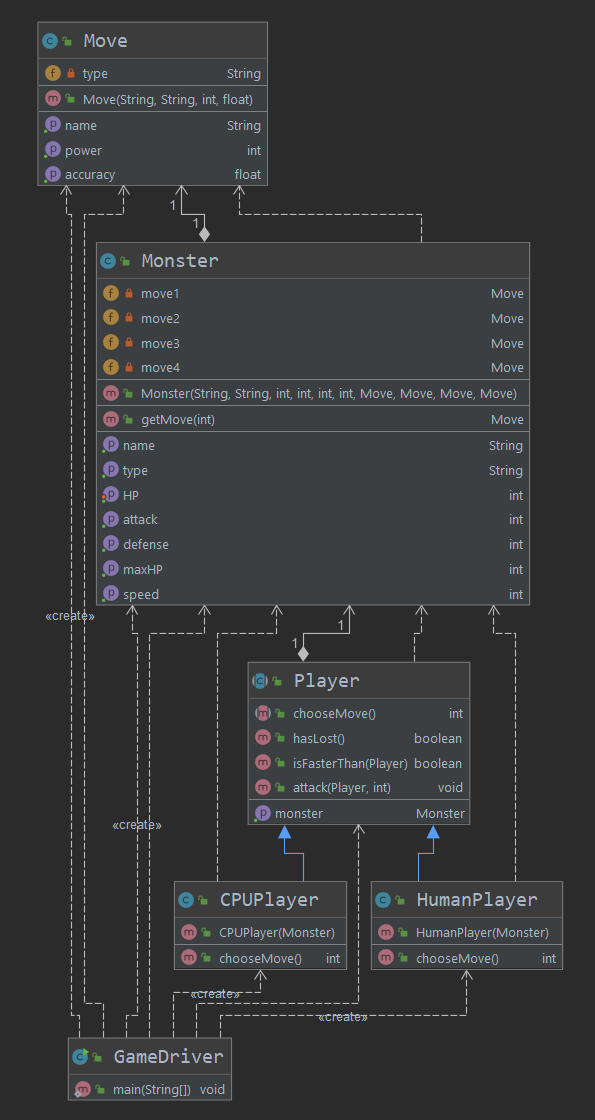 Move
type String
Move(String, String, int, float)
name String
power int
accuracy float
1
1
Monster
move1 Move
move2 Move
move3 Move
move4 Move
Monster(String, String, int, int, int, int, Move, Move, Move, Move)
getMove(int) Move
name String
type String
HP int
attack int
defense int
maxHP int
speed int
«create»
1
1
Player
chooseMove() int
hasLost() boolean
isFasterThan(Player) boolean
attack(Player, int) void
monster Monster
«create»
CPUPlayer
CPUPlayer(Monster)
chooseMove() int
HumanPlayer
HumanPlayer(Monster)
chooseMove() int
«create»
«create»
GameDriver
main(String[]) void